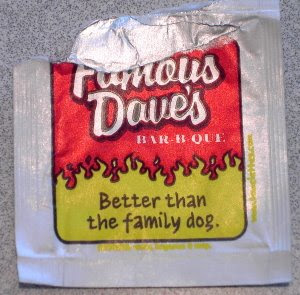 Famous
Dave's
BAR-B-QUE
Better than
the family dog.